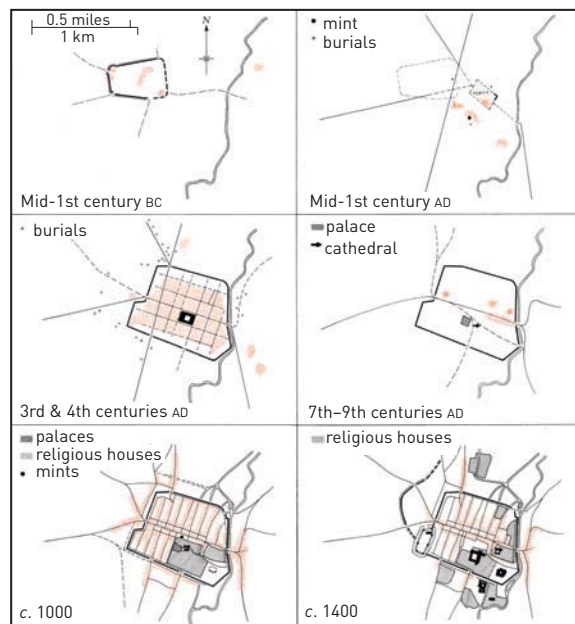 0.5 miles
1 km
N
Mid-1st century BC
mint
burials
Mid-1st century AD
burials
3rd & 4th centuries AD
palace
cathedral
7th–9th centuries AD
palaces
religious houses
mints
c. 1000
religious houses
c. 1400